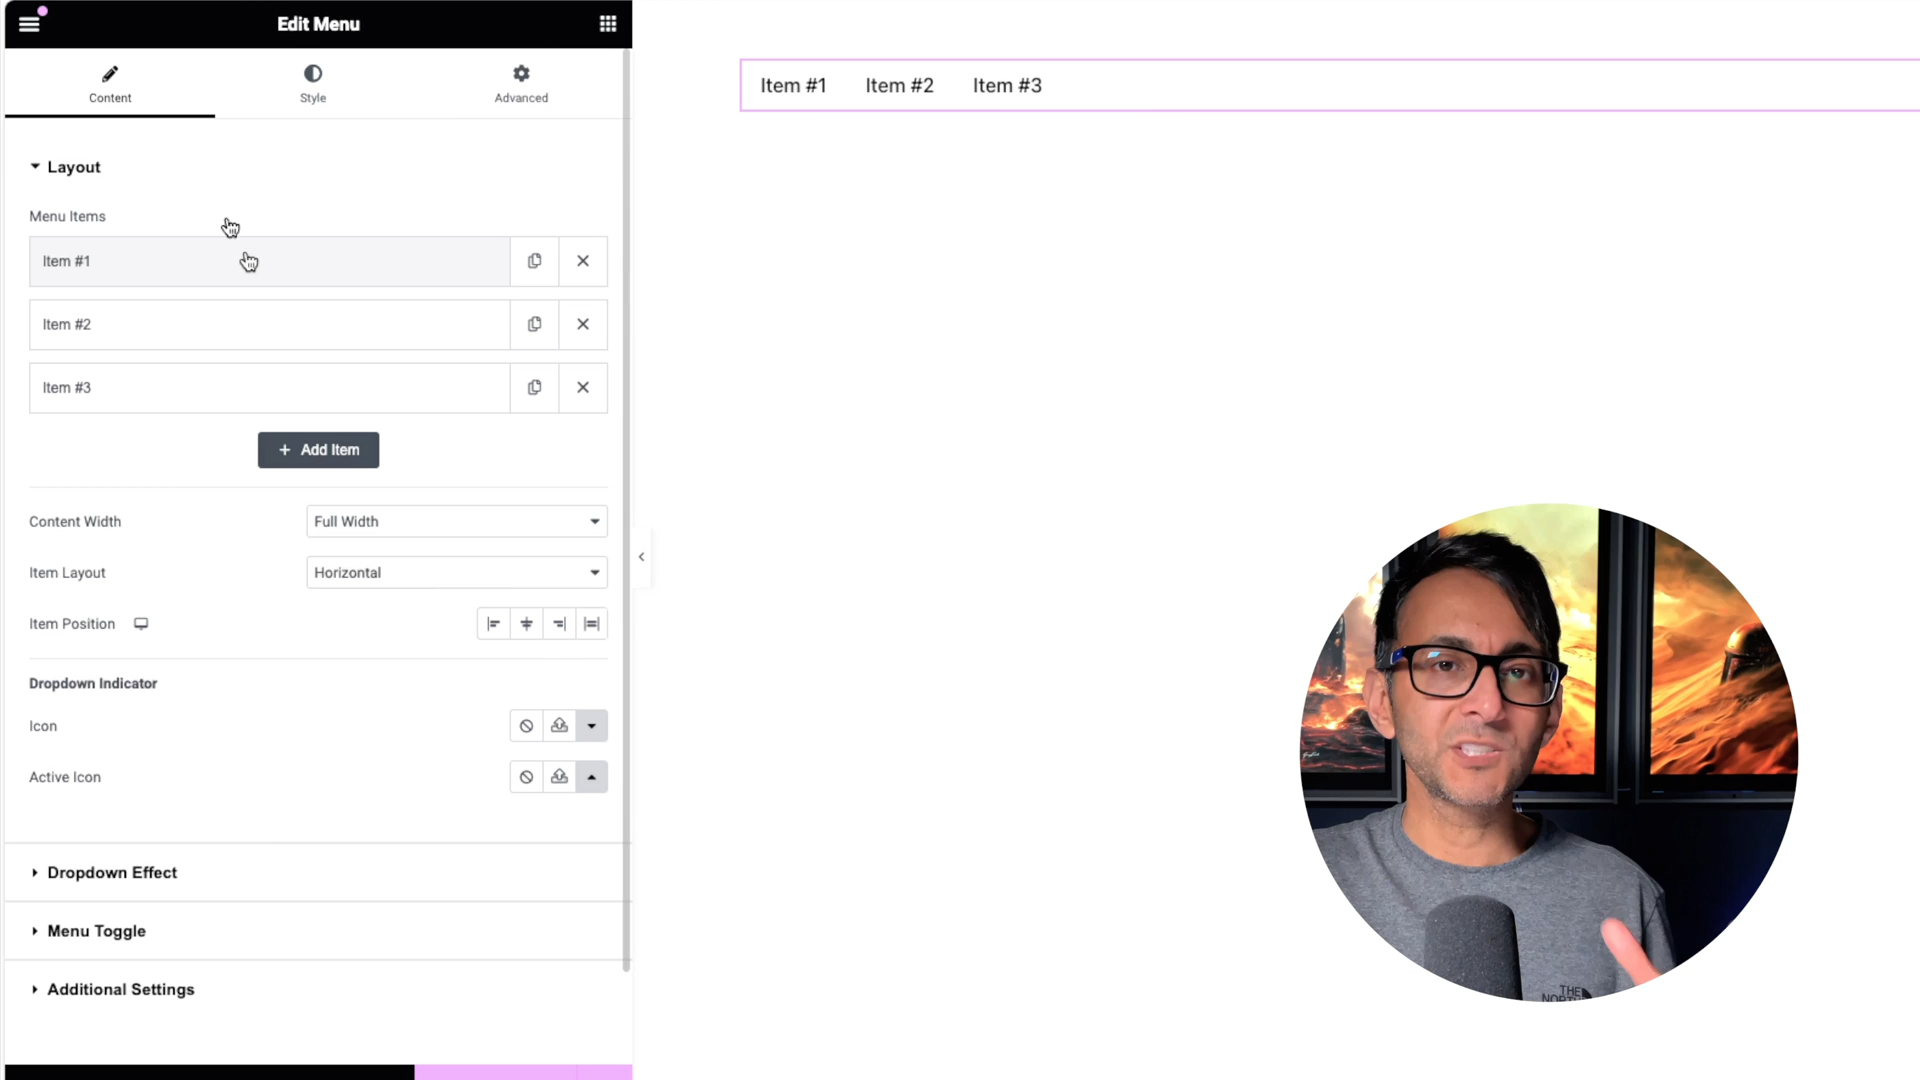 Edit Menu
Content
Style
Advanced
Item #1
Item #2
Item #3
Layout
Menu Items
Item #1
Item #2
Item #3
+ Add Item
Content Width
Full Width
Item Layout
Horizontal
Item Position
Dropdown Indicator
Icon
Active Icon
Dropdown Effect
Menu Toggle
Additional Settings
THE